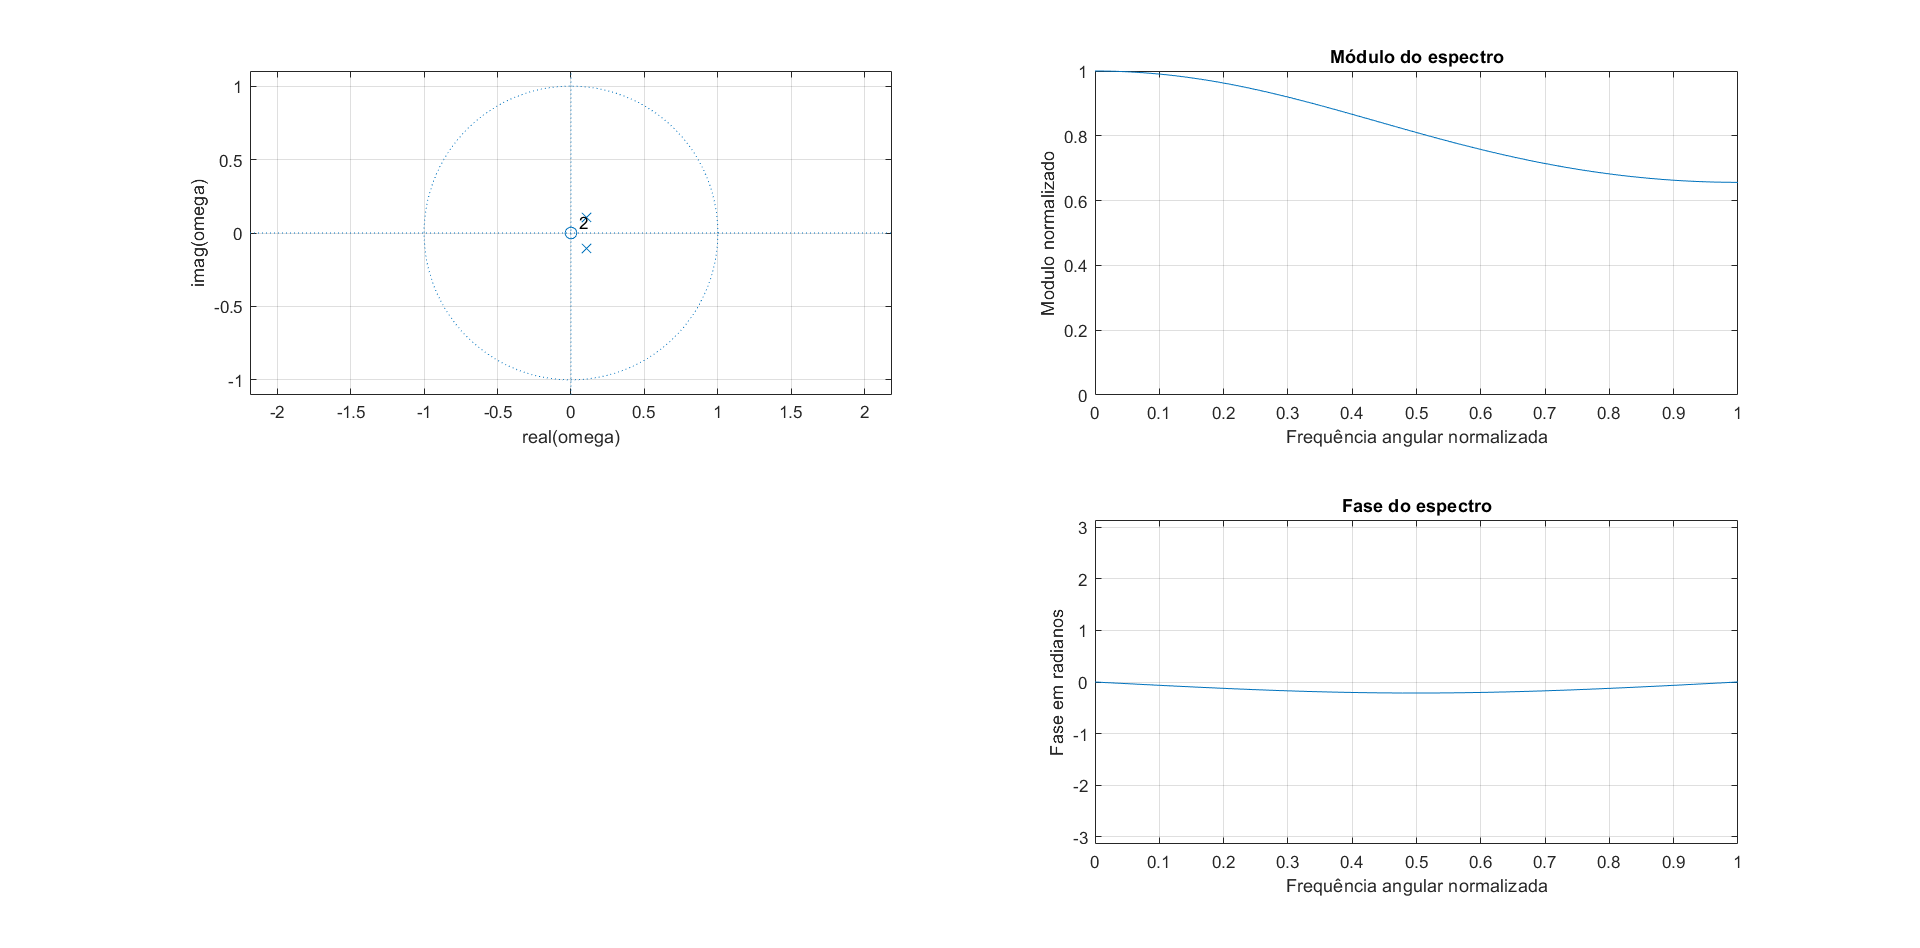 1
0.5
0
-0.5
-1
imag(omega)
2
-2 -1.5 -1 -0.5 0 0.5 1 1.5 2
real(omega)
Módulo do espectro
1
0.8
0.6
0.4
0.2
0
Modulo normalizado
0 0.1 0.2 0.3 0.4 0.5 0.6 0.7 0.8 0.9 1
Frequência angular normalizada
Fase do espectro
3
2
1
0
-1
-2
-3
Fase em radianos
0 0.1 0.2 0.3 0.4 0.5 0.6 0.7 0.8 0.9 1
Frequência angular normalizada